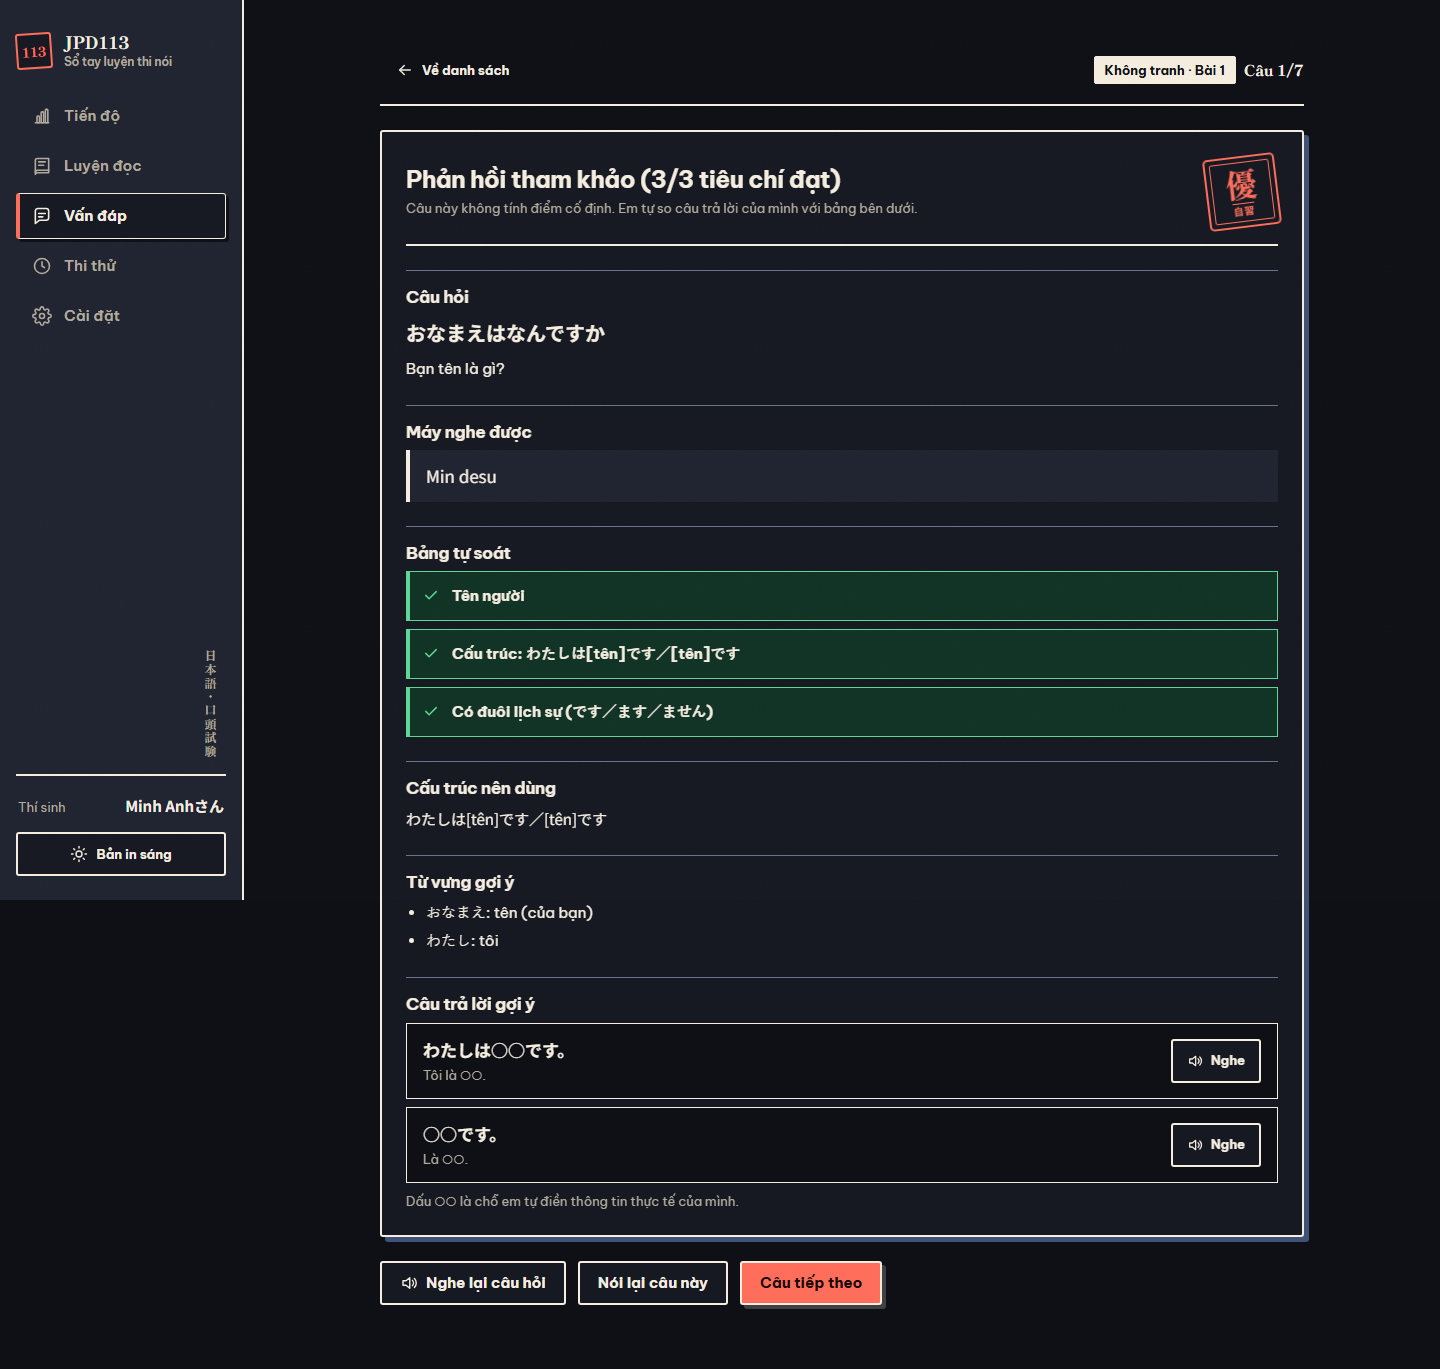 113
JPD113
Sổ tay luyện thi nói
Tiến độ
Luyện đọc
Vấn đáp
Thi thử
Cài đặt
日本語・口頭試験
Thí sinh
Minh Anhさん
Bản in sáng
Về danh sách
Không tranh · Bài 1
Câu 1/7
Phản hồi tham khảo (3/3 tiêu chí đạt)
Câu này không tính điểm cố định. Em tự so câu trả lời của mình với bảng bên dưới.
優
自習
Câu hỏi
おなまえはなんですか
Bạn tên là gì?
Máy nghe được
Min desu
Bảng tự soát
Tên người
Cấu trúc: わたしは[tên]です／[tên]です
Có đuôi lịch sự (です／ます／ません)
Cấu trúc nên dùng
わたしは[tên]です／[tên]です
Từ vựng gợi ý
• おなまえ: tên (của bạn)
• わたし: tôi
Câu trả lời gợi ý
わたしは〇〇です。
Tôi là ○○.
Nghe
〇〇です。
Là ○○.
Nghe
Dấu ○○ là chỗ em tự điền thông tin thực tế của mình.
Nghe lại câu hỏi
Nói lại câu này
Câu tiếp theo